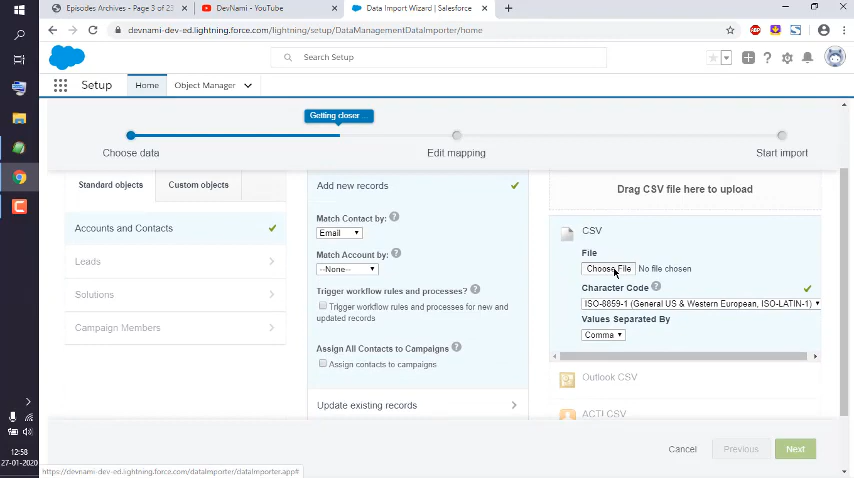 Episodes Archives - Page 3 of 23
DevNami - YouTube
Data Import Wizard | Salesforce
devnami-dev-ed.lightning.force.com/lightning/setup/DataManagementDataImporter/home
Search Setup
Setup
Home
Object Manager
Getting closer ...
Choose data
Edit mapping
Start import
Standard objects
Custom objects
Accounts and Contacts
Leads
Solutions
Campaign Members
Add new records
Match Contact by:
Email
Match Account by:
--None--
Trigger workflow rules and processes?
Trigger workflow rules and processes for new and
updated records
Assign All Contacts to Campaigns
Assign contacts to campaigns
Update existing records
Drag CSV file here to upload
CSV
File
Choose File No file chosen
Character Code
ISO-8859-1 (General US & Western European, ISO-LATIN-1)
Values Separated By
Comma
Outlook CSV
ACT! CSV
Cancel
Previous
Next
12:58
27-01-2020
https://devnami-dev-ed.lightning.force.com/dataImporter/dataImporter.app#